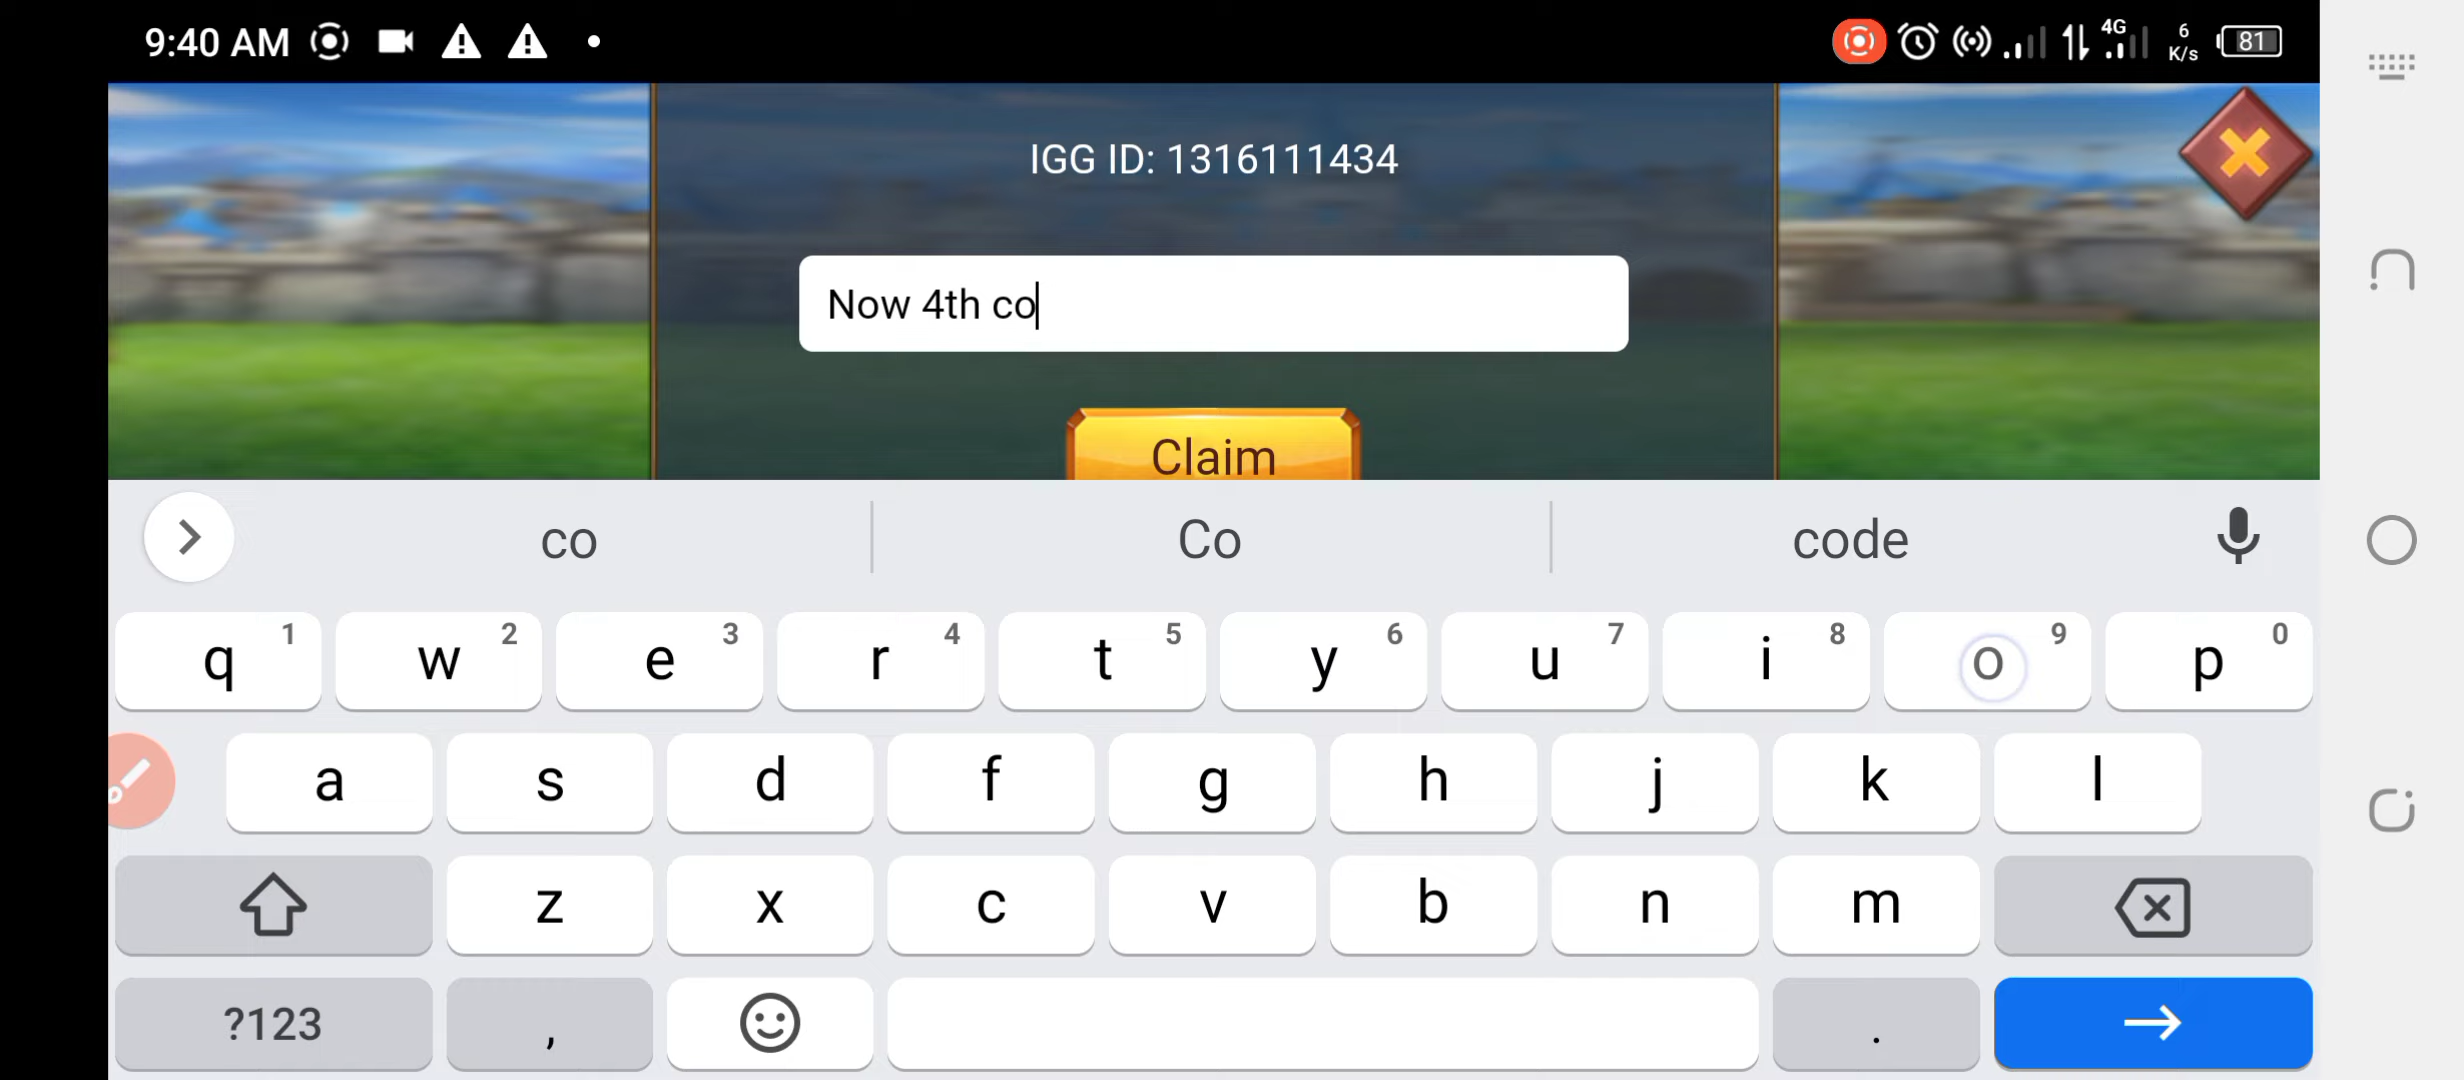 9:40 AM
4G
6
K/s
81
IGG ID: 1316111434
Now 4th co
Claim
co Co code
q 1 w 2 e 3 r 4 t 5 y 6 u 7 i 8 o 9 p 0
a s d f g h j k l
z x c v b n m
?123 , .